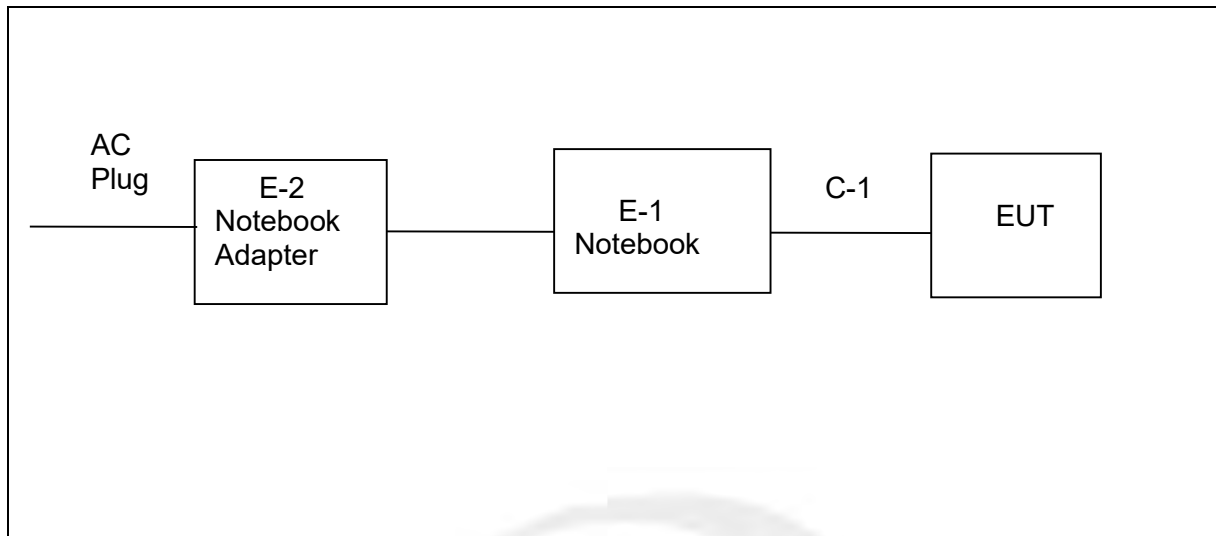 AC
Plug
E-2
Notebook
Adapter
E-1
Notebook
C-1
EUT